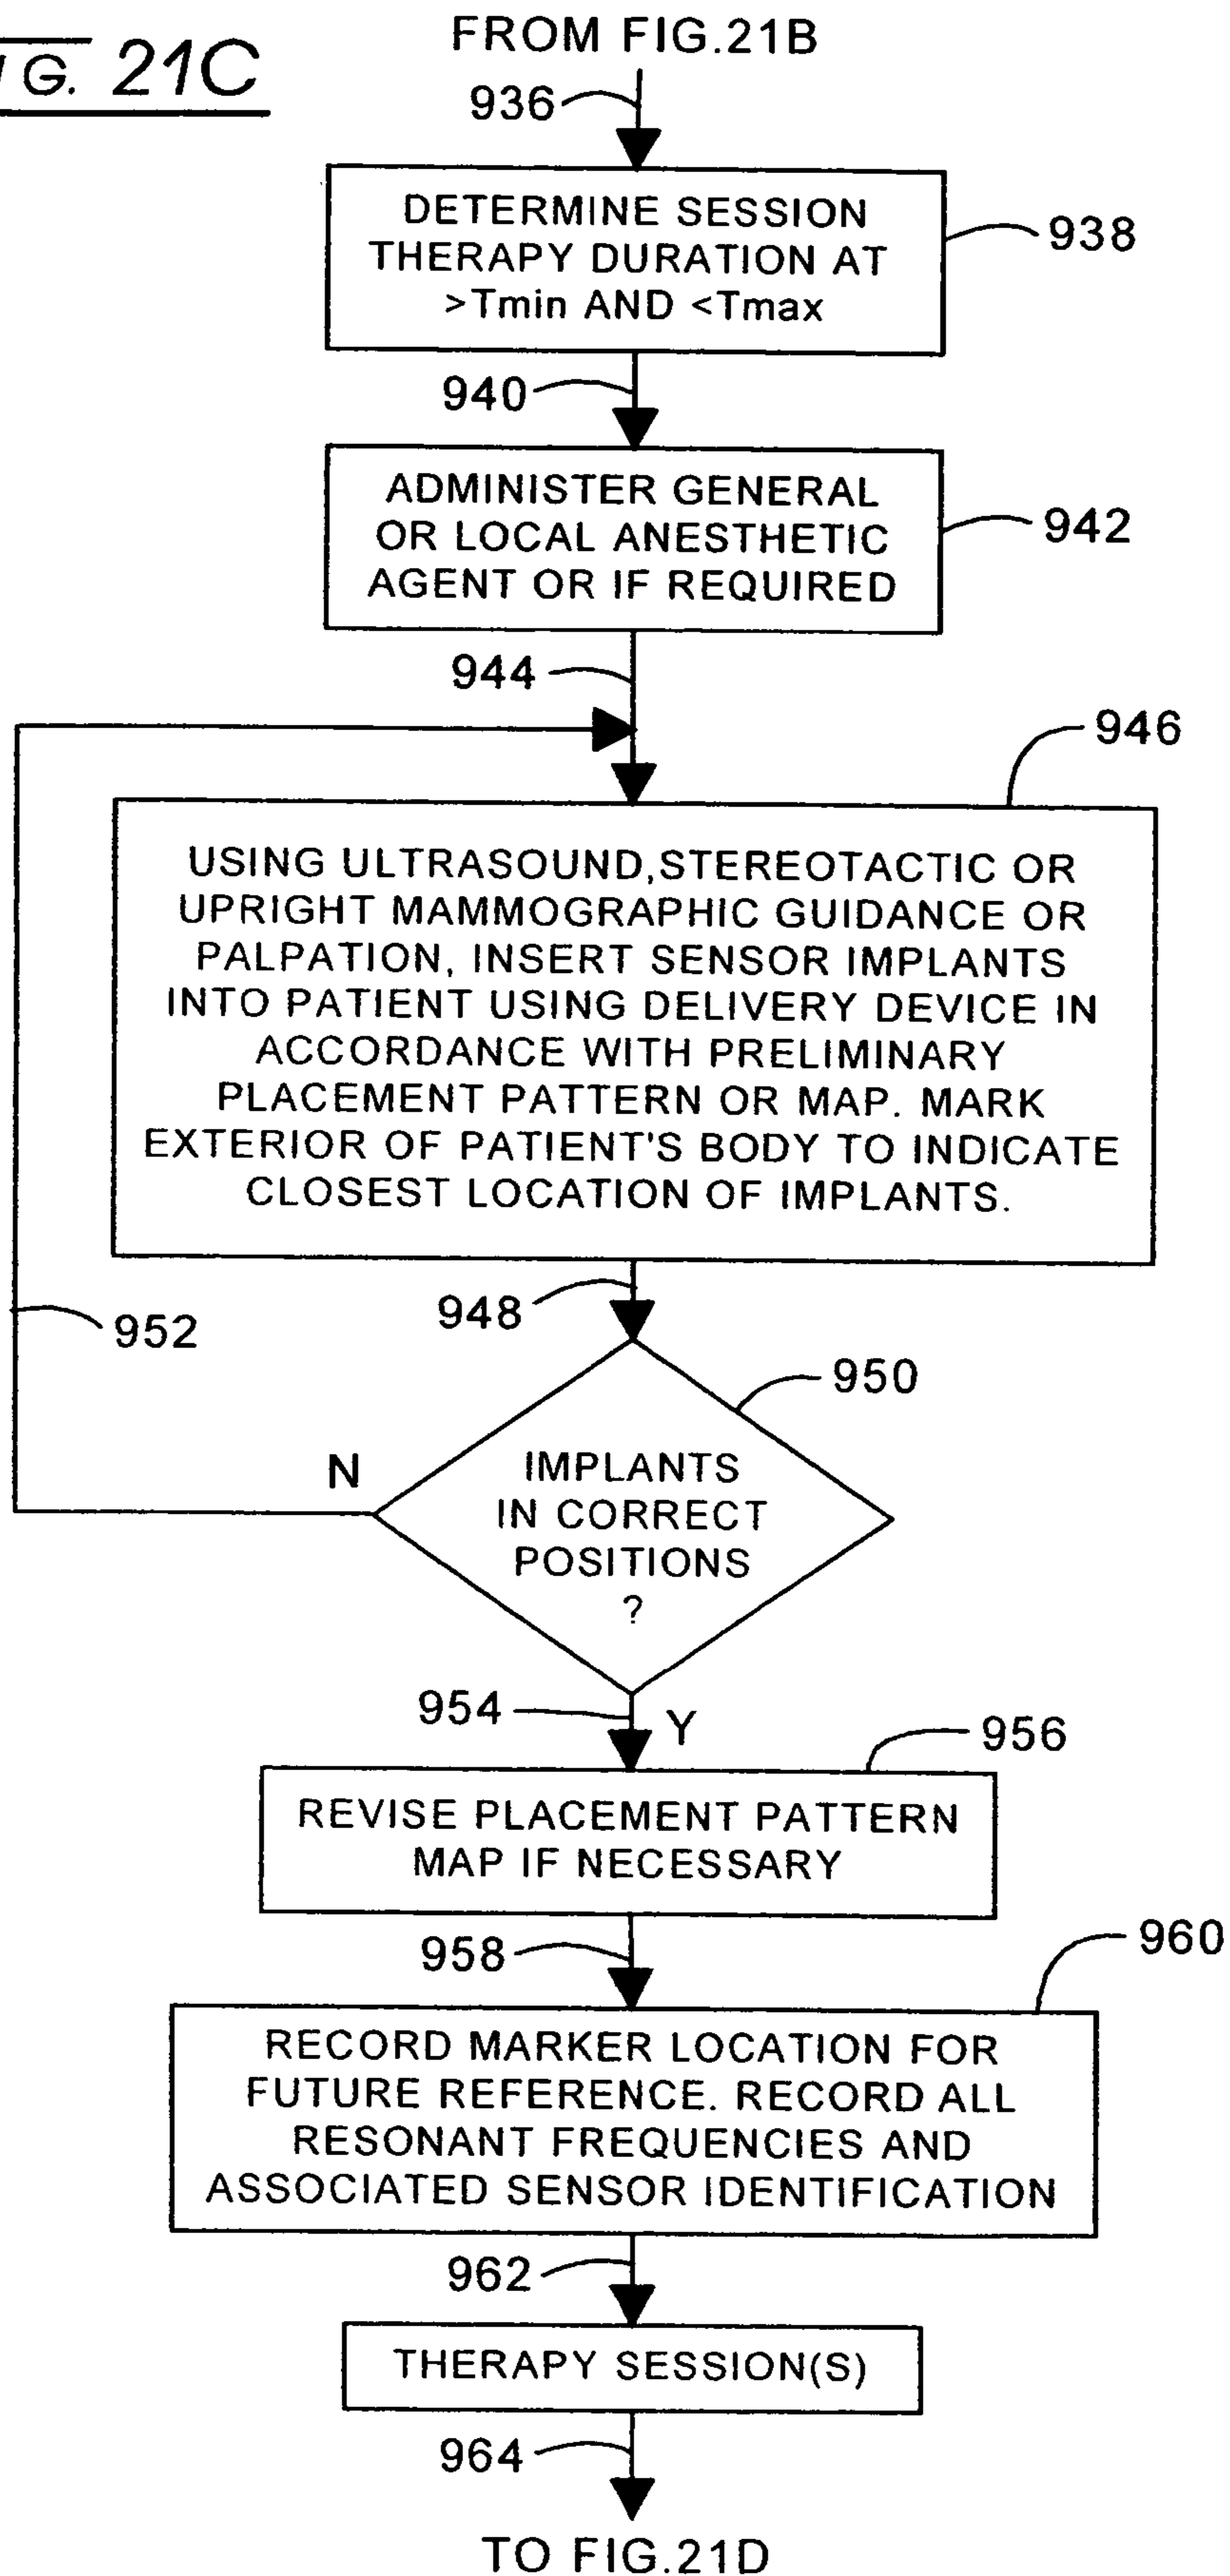 FIG. 21C
FROM FIG.21B
936
DETERMINE SESSION
THERAPY DURATION AT
>Tmin AND <Tmax
938
940
ADMINISTER GENERAL
OR LOCAL ANESTHETIC
AGENT OR IF REQUIRED
942
944
946
USING ULTRASOUND,STEREOTACTIC OR
UPRIGHT MAMMOGRAPHIC GUIDANCE OR
PALPATION, INSERT SENSOR IMPLANTS
INTO PATIENT USING DELIVERY DEVICE IN
ACCORDANCE WITH PRELIMINARY
PLACEMENT PATTERN OR MAP. MARK
EXTERIOR OF PATIENT'S BODY TO INDICATE
CLOSEST LOCATION OF IMPLANTS.
948
952
950
N
IMPLANTS
IN CORRECT
POSITIONS
?
954
Y
956
REVISE PLACEMENT PATTERN
MAP IF NECESSARY
958
960
RECORD MARKER LOCATION FOR
FUTURE REFERENCE. RECORD ALL
RESONANT FREQUENCIES AND
ASSOCIATED SENSOR IDENTIFICATION
962
THERAPY SESSION(S)
964
TO FIG.21D